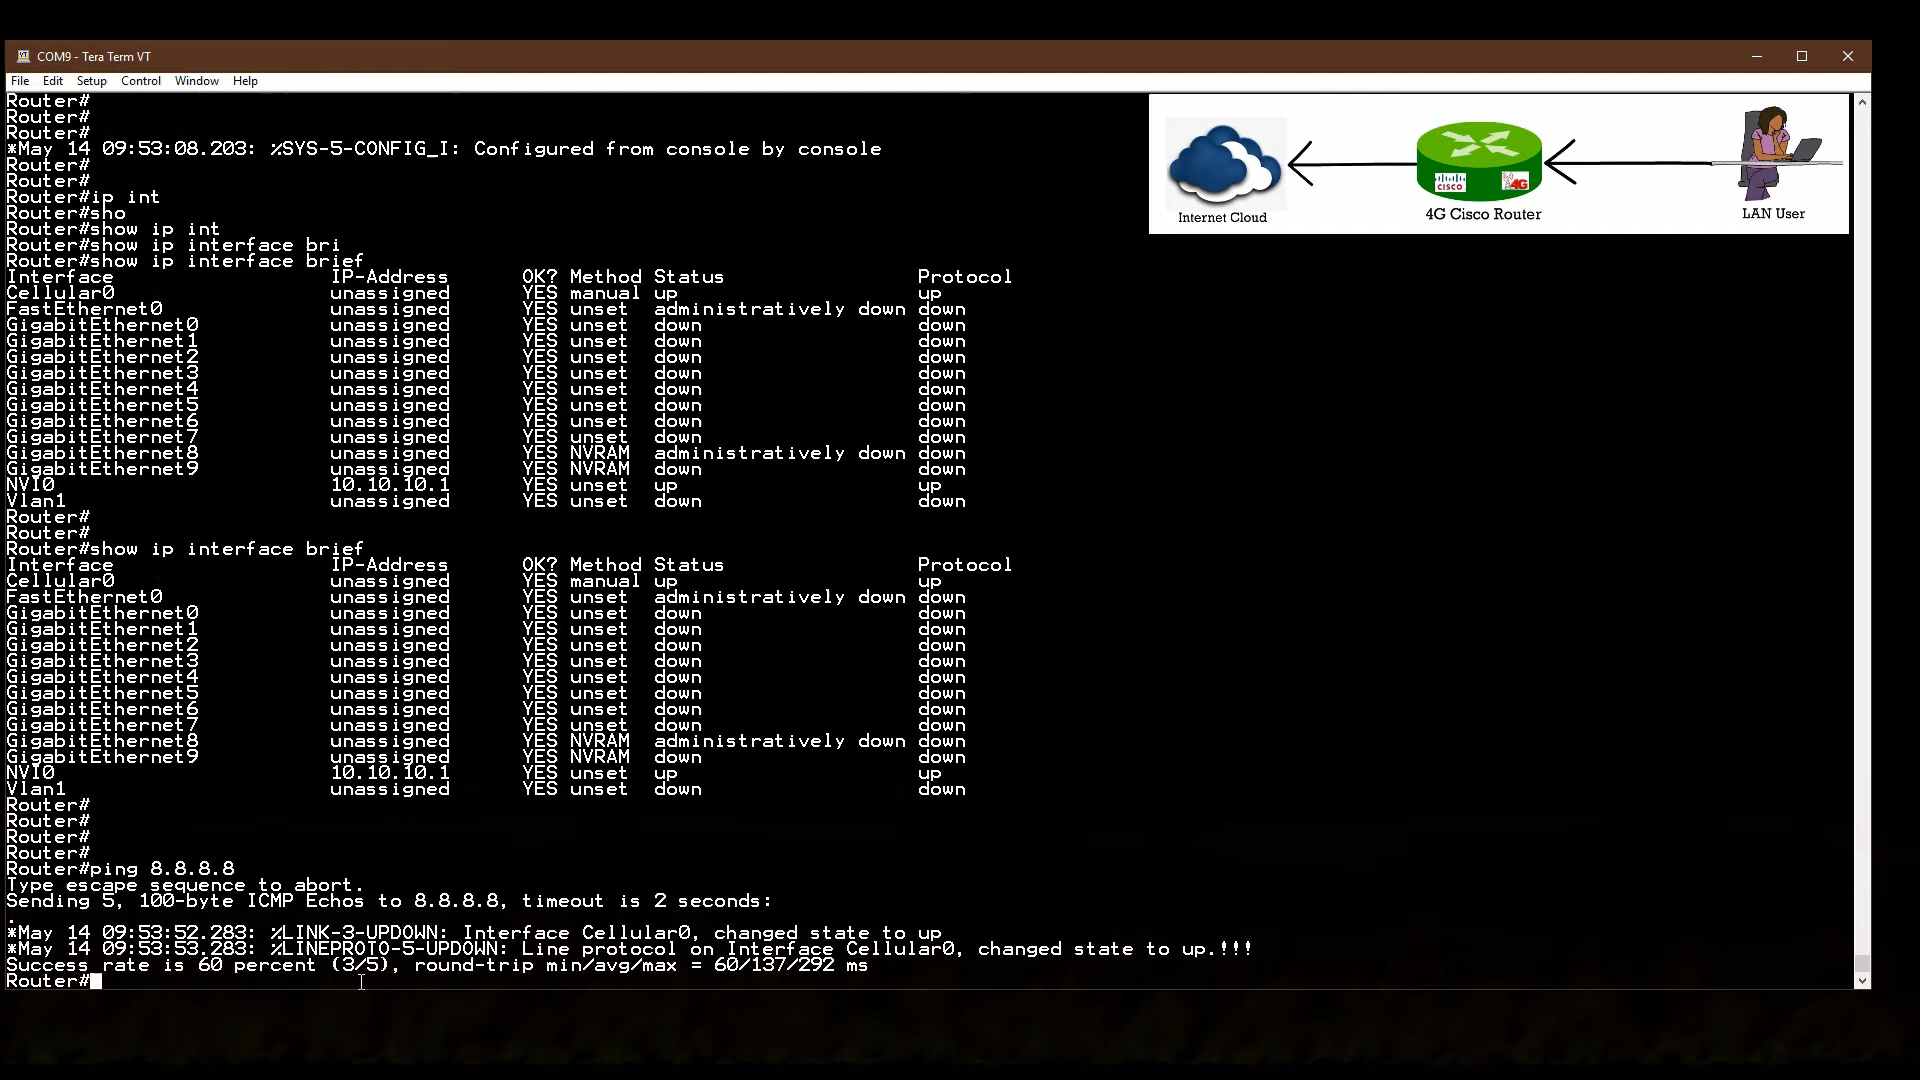 COM9 - Tera Term VT
File Edit Setup Control Window Help
Router#
Router#
Router#
*May 14 09:53:08.203: %SYS-5-CONFIG_I: Configured from console by console
Router#
Router#
Router#ip int
Router#sho
Router#show ip int
Router#show ip interface bri
Router#show ip interface brief
Interface IP-Address OK? Method Status Protocol
Cellular0 unassigned YES manual up up
FastEthernet0 unassigned YES unset administratively down down
GigabitEthernet0 unassigned YES unset down down
GigabitEthernet1 unassigned YES unset down down
GigabitEthernet2 unassigned YES unset down down
GigabitEthernet3 unassigned YES unset down down
GigabitEthernet4 unassigned YES unset down down
GigabitEthernet5 unassigned YES unset down down
GigabitEthernet6 unassigned YES unset down down
GigabitEthernet7 unassigned YES unset down down
GigabitEthernet8 unassigned YES NVRAM administratively down down
GigabitEthernet9 unassigned YES NVRAM down down
NVI0 10.10.10.1 YES unset up up
Vlan1 unassigned YES unset down down
Router#
Router#
Router#show ip interface brief
Interface IP-Address OK? Method Status Protocol
Cellular0 unassigned YES manual up up
FastEthernet0 unassigned YES unset administratively down down
GigabitEthernet0 unassigned YES unset down down
GigabitEthernet1 unassigned YES unset down down
GigabitEthernet2 unassigned YES unset down down
GigabitEthernet3 unassigned YES unset down down
GigabitEthernet4 unassigned YES unset down down
GigabitEthernet5 unassigned YES unset down down
GigabitEthernet6 unassigned YES unset down down
GigabitEthernet7 unassigned YES unset down down
GigabitEthernet8 unassigned YES NVRAM administratively down down
GigabitEthernet9 unassigned YES NVRAM down down
NVI0 10.10.10.1 YES unset up up
Vlan1 unassigned YES unset down down
Router#
Router#
Router#
Router#
Router#ping 8.8.8.8
Type escape sequence to abort.
Sending 5, 100-byte ICMP Echos to 8.8.8.8, timeout is 2 seconds:
.
*May 14 09:53:52.283: %LINK-3-UPDOWN: Interface Cellular0, changed state to up
*May 14 09:53:53.283: %LINEPROTO-5-UPDOWN: Line protocol on Interface Cellular0, changed state to up.!!!
Success rate is 60 percent (3/5), round-trip min/avg/max = 60/137/292 ms
Router#
CISCO
4G
Internet Cloud
4G Cisco Router
LAN User